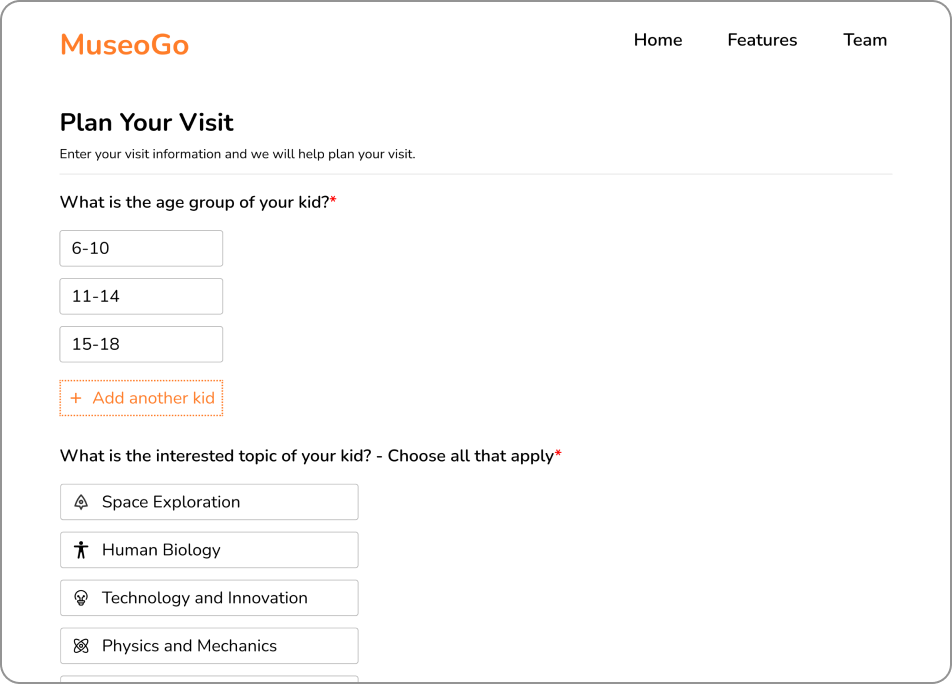 MuseoGo
Home Features Team
Plan Your Visit
Enter your visit information and we will help plan your visit.
What is the age group of your kid?*
6-10
11-14
15-18
+ Add another kid
What is the interested topic of your kid? - Choose all that apply*
Space Exploration
Human Biology
Technology and Innovation
Physics and Mechanics